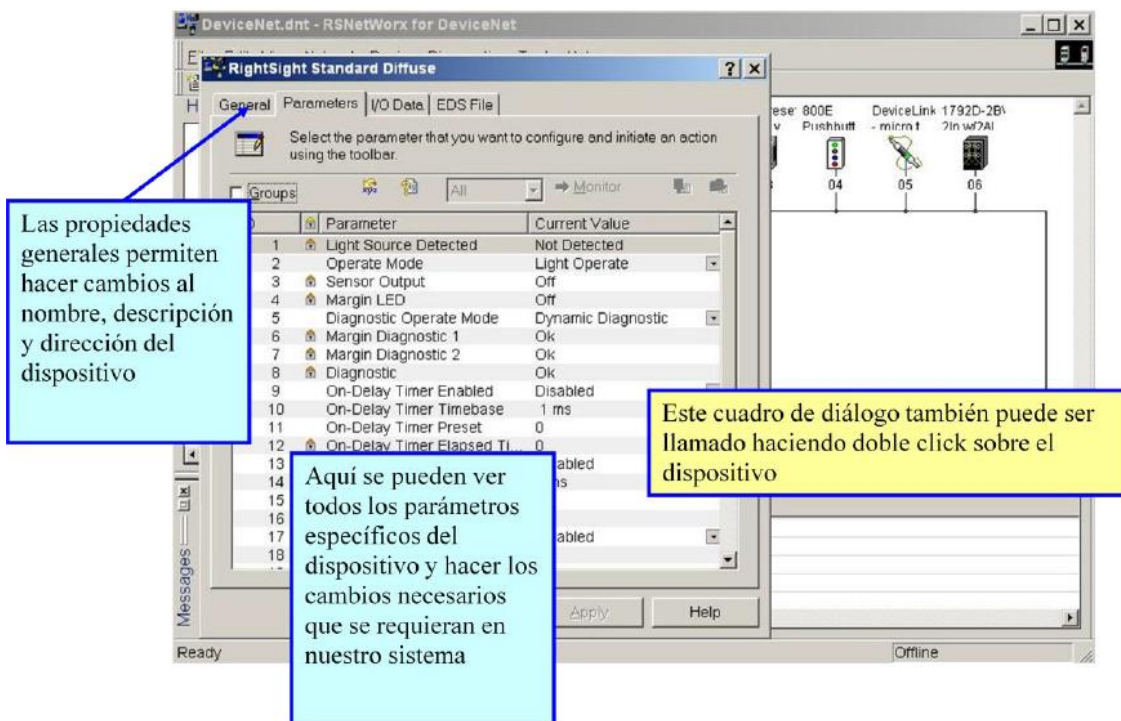 DeviceNet.dnt - RSNetWorx for DeviceNet
RightSight Standard Diffuse
General Parameters I/O Data EDS File
Select the parameter that you want to configure and initiate an action
using the toolbar.
Groups All Monitor
Parameter Current Value
1 Light Source Detected Not Detected
2 Operate Mode Light Operate
3 Sensor Output Off
4 Margin LED Off
5 Diagnostic Operate Mode Dynamic Diagnostic
6 Margin Diagnostic 1 Ok
7 Margin Diagnostic 2 Ok
8 Diagnostic Ok
9 On-Delay Timer Enabled Disabled
10 On-Delay Timer Timebase 1 ms
11 On-Delay Timer Preset 0
12 On-Delay Timer Elapsed Ti... 0
13
14
15
16
17
18
Apply Help
800E DeviceLink 1792D-2B
Pushbutt - micro t
04 05 06
Las propiedades
generales permiten
hacer cambios al
nombre, descripción
y dirección del
dispositivo
Este cuadro de diálogo también puede ser
llamado haciendo doble click sobre el
dispositivo
Aquí se pueden ver
todos los parámetros
específicos del
dispositivo y hacer los
cambios necesarios
que se requieran en
nuestro sistema
Messages
Ready Offline